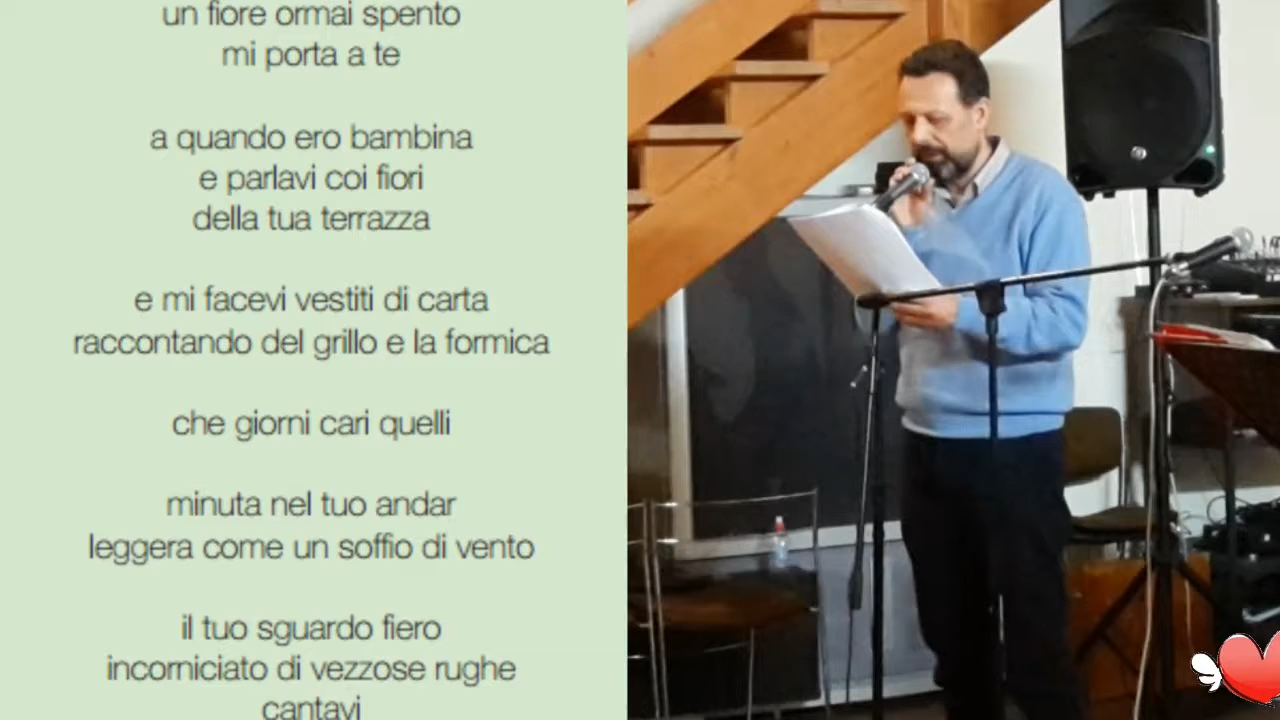 un fiore ormai spento
mi porta a te
a quando ero bambina
e parlavi coi fiori
della tua terrazza
e mi facevi vestiti di carta
raccontando del grillo e la formica
che giorni cari quelli
minuta nel tuo andar
leggera come un soffio di vento
il tuo sguardo fiero
incorniciato di vezzose rughe
cantavi